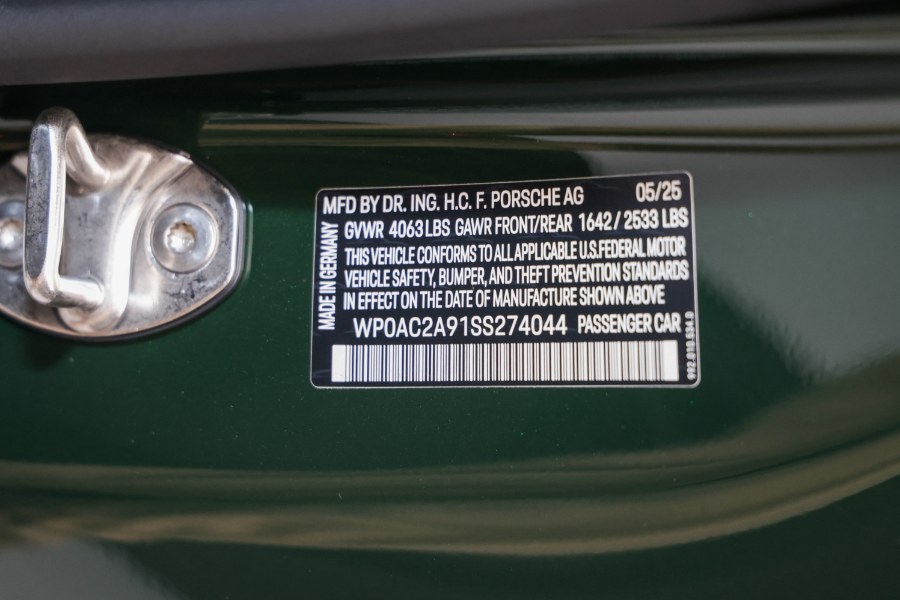 MFD BY DR. ING. H.C. F. PORSCHE AG 05/25
GVWR 4063 LBS GAWR FRONT/REAR 1642 / 2533 LBS
THIS VEHICLE CONFORMS TO ALL APPLICABLE U.S. FEDERAL MOTOR
VEHICLE SAFETY, BUMPER, AND THEFT PREVENTION STANDARDS
IN EFFECT ON THE DATE OF MANUFACTURE SHOWN ABOVE
WP0AC2A91SS274044 PASSENGER CAR
MADE IN GERMANY